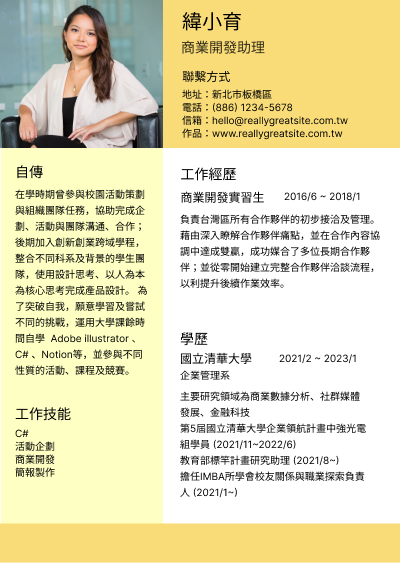 緯小育
商業開發助理
聯繫方式
地址：新北市板橋區
電話：(886) 1234-5678
信箱：hello@reallygreatsite.com.tw
作品：www.reallygreatsite.com.tw
自傳
在學時期曾參與校園活動策劃
與組織團隊任務，協助完成企
劃、活動與團隊溝通、合作；
後期加入創新創業跨域學程，
整合不同科系及背景的學生團
隊，使用設計思考、以人為本
為核心思考完成產品設計。 為
了突破自我，願意學習及嘗試
不同的挑戰，運用大學課餘時
間自學 Adobe illustrator 、
C# 、Notion等，並參與不同
性質的活動、課程及競賽。
工作技能
C#
活動企劃
商業開發
簡報製作
工作經歷
商業開發實習生 2016/6 ~ 2018/1
負責台灣區所有合作夥伴的初步接洽及管理。
藉由深入瞭解合作夥伴痛點，並在合作內容協
調中達成雙贏，成功媒合了多位長期合作夥
伴；並從零開始建立完整合作夥伴洽談流程，
以利提升後續作業效率。
學歷
國立清華大學 2021/2 ~ 2023/1
企業管理系
主要研究領域為商業數據分析、社群媒體
發展、金融科技
第5屆國立清華大學企業領航計畫中強光電
組學員 (2021/11~2022/6)
教育部標竿計畫研究助理 (2021/8~)
擔任IMBA所學會校友關係與職業探索負責
人 (2021/1~)